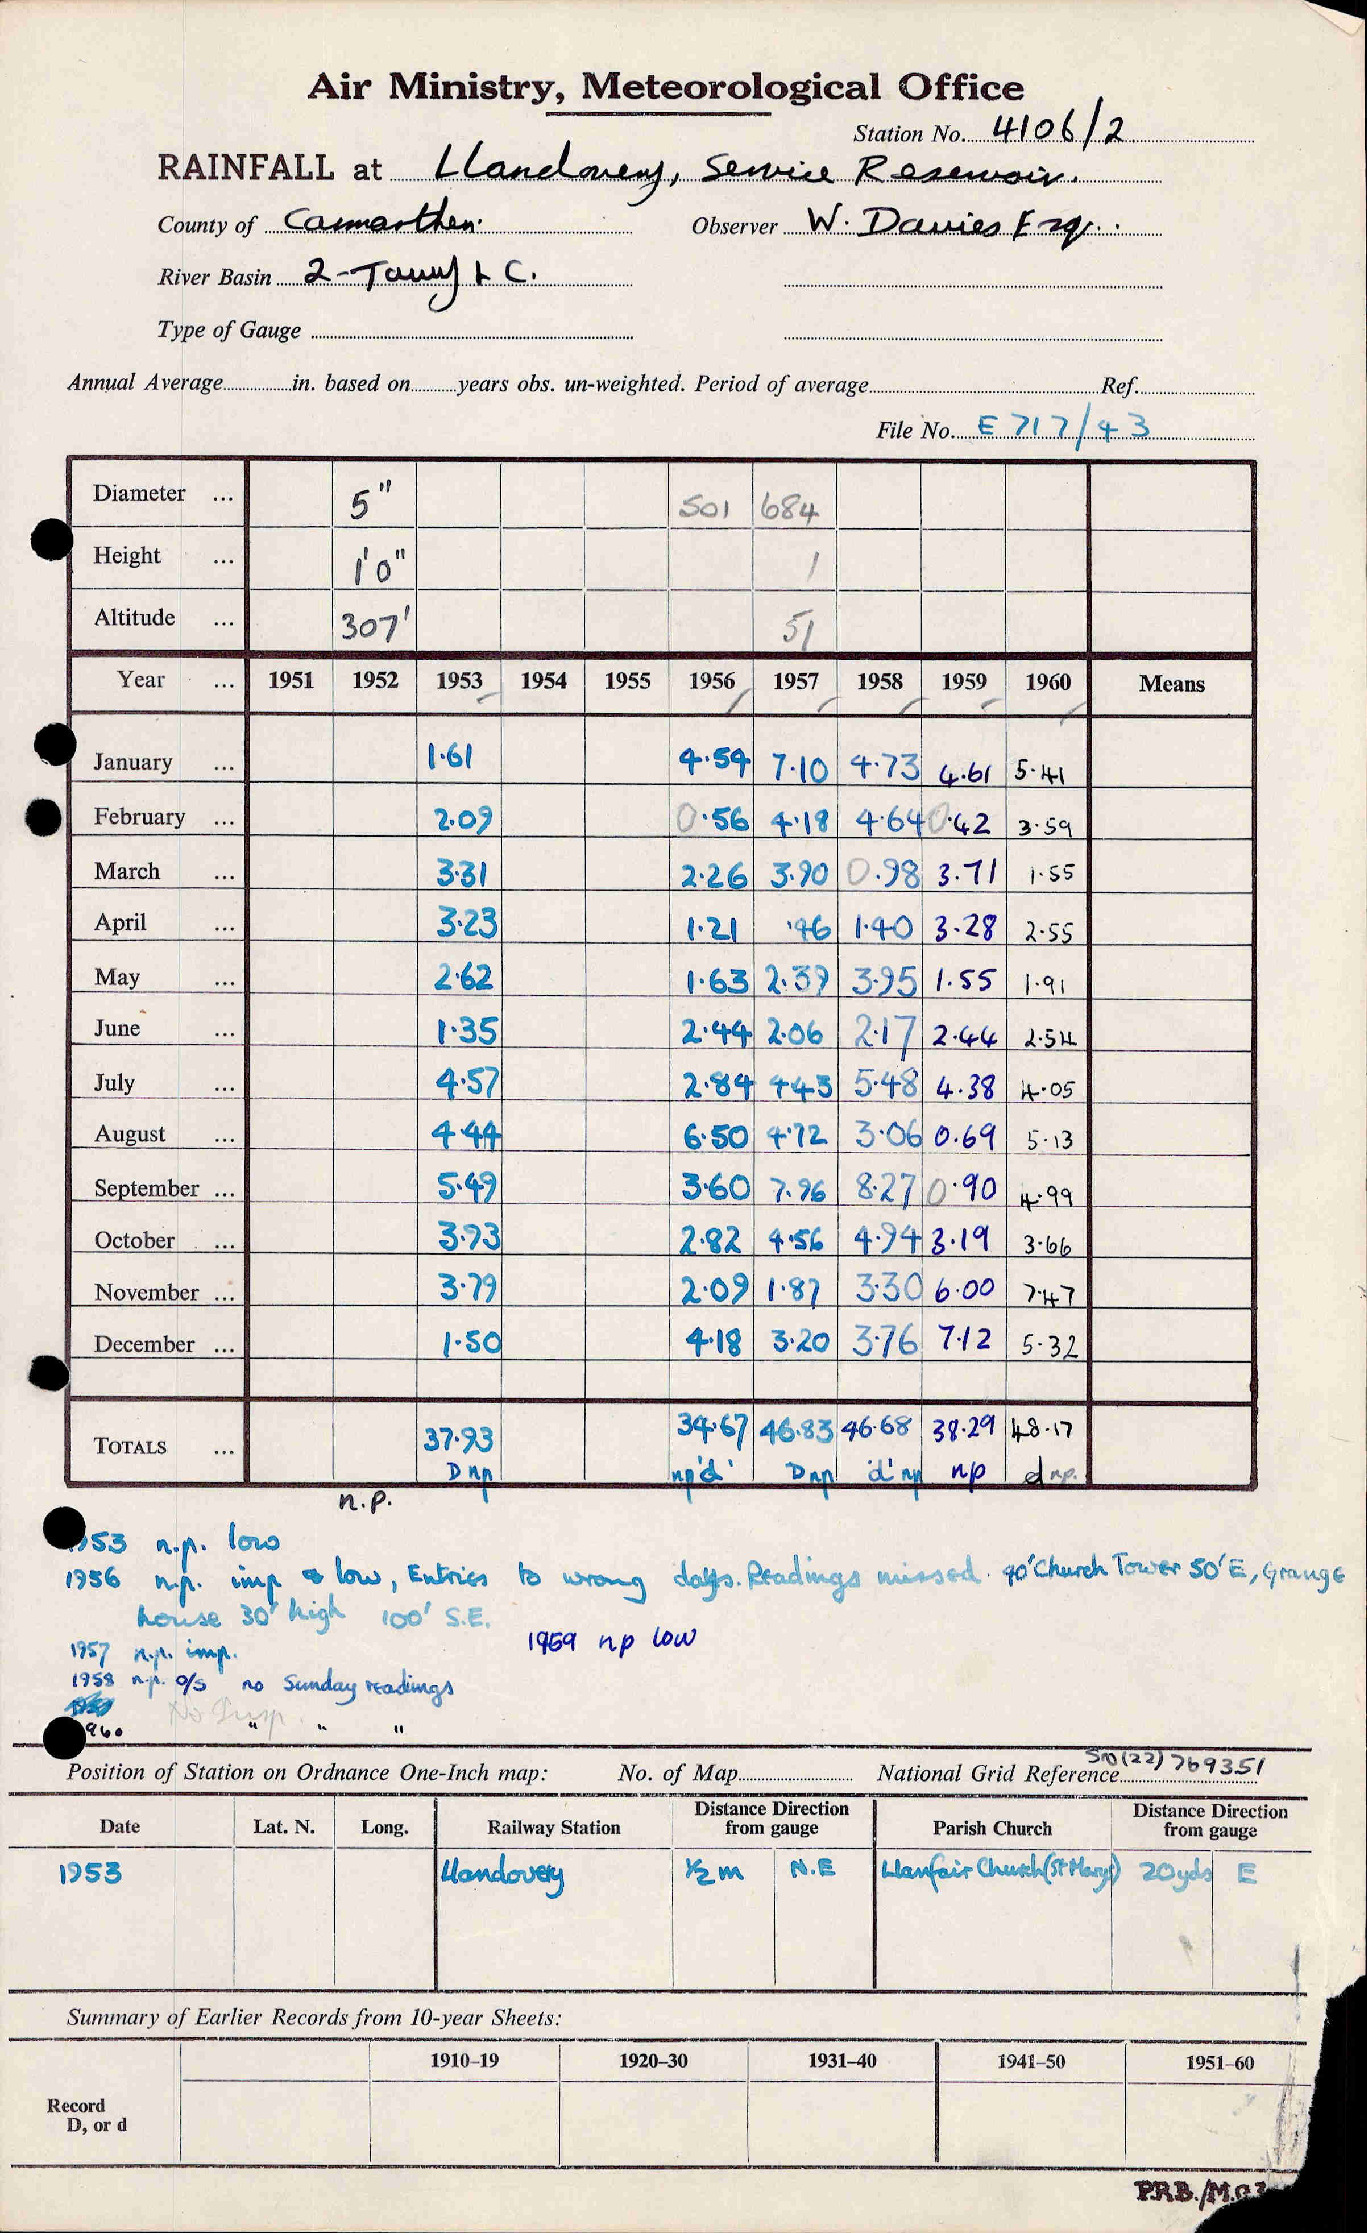 Air Ministry, Meteorological Office
Station No. 4106/2
RAINFALL at Llandovery, Service Reservoir.
County of Carmarthen. Observer W. Davies Esq.
River Basin 2-Towy & C.
Type of Gauge
Annual Average in. based on years obs. un-weighted. Period of average Ref.
File No. E 717/43
Diameter ... 5" 501 684
Height ... 1'0" 1
Altitude ... 307' 51
Year ... 1951 1952 1953 1954 1955 1956 1957 1958 1959 1960 Means
January ... 1.61 4.54 7.10 4.73 4.61 5.41
February ... 2.09 0.56 4.18 4.64 0.42 3.59
March ... 3.31 2.26 3.90 0.98 3.71 1.55
April ... 3.23 1.21 .46 1.40 3.28 2.55
May ... 2.62 1.63 2.39 3.95 1.55 1.91
June ... 1.35 2.44 2.06 2.17 2.44 2.54
July ... 4.57 2.84 4.43 5.48 4.38 4.05
August ... 4.44 6.50 4.72 3.06 0.69 5.13
September ... 5.49 3.60 7.96 8.27 0.90 4.99
October ... 3.93 2.82 4.56 4.94 3.19 3.66
November ... 3.79 2.09 1.87 3.30 6.00 7.47
December ... 1.50 4.18 3.20 3.76 7.12 5.32
TOTALS ... 37.93 34.67 46.83 46.68 38.29 48.17
D np np 'd' D np 'd' np np d np.
n.p.
53 n.p. low
1956 n.p. imp & low, Entries to wrong days. Readings missed. 40' Church Tower 50' E, Grange
house 30' high 100' S.E.
1957 n.p. imp. 1959 np low
1958 n.p. o/s no Sunday readings
No Insp.
960 " " "
Position of Station on Ordnance One-Inch map: No. of Map National Grid Reference SN (22) 769351
Date Lat. N. Long. Railway Station Distance Direction from gauge Parish Church Distance Direction from gauge
1953 Llandovery ½ m N.E Llanfair Church (St Marys) 20 yds E
Summary of Earlier Records from 10-year Sheets:
1910–19 1920–30 1931–40 1941–50 1951–60
Record
D, or d
P.R.B./M.O.